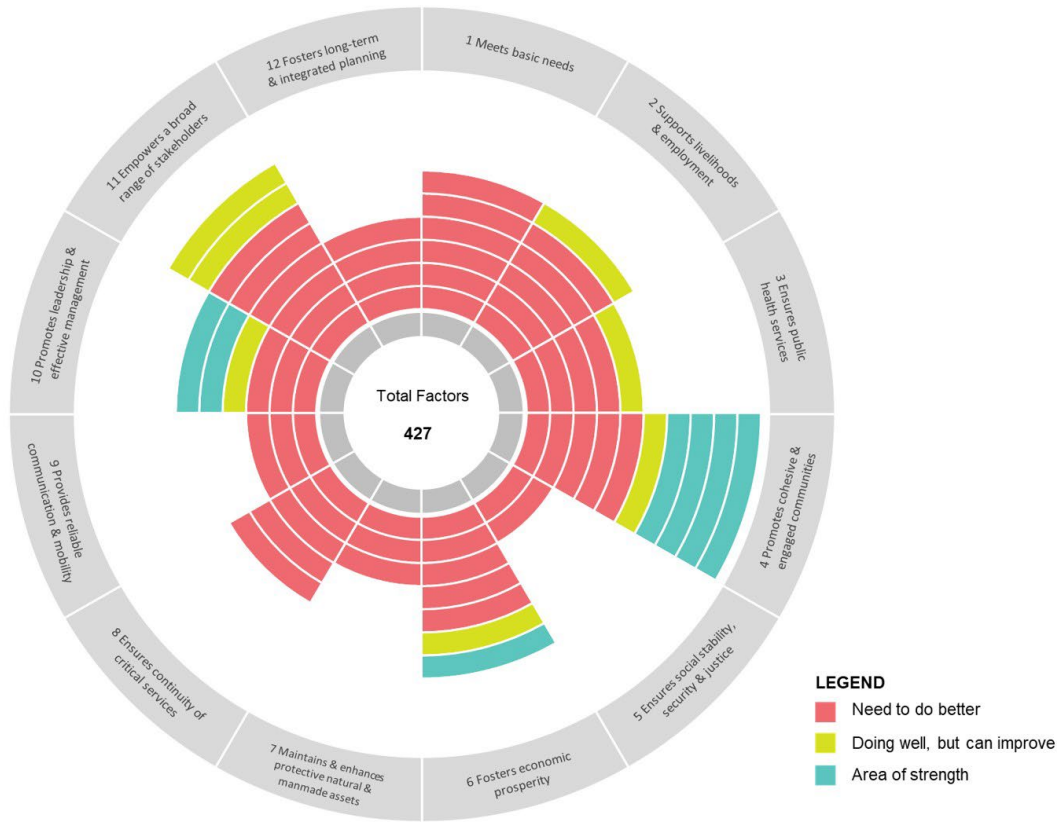 1 Meets basic needs
2 Supports livelihoods
& employment
3 Ensures public
health services
4 Promotes cohesive &
engaged communities
5 Ensures social stability,
security & justice
6 Fosters economic
prosperity
7 Maintains & enhances
protective natural &
manmade assets
8 Ensures continuity of
critical services
9 Provides reliable
communication & mobility
10 Promotes leadership &
effective management
11 Empowers a broad
range of stakeholders
12 Fosters long-term
& integrated planning
Total Factors
427
LEGEND
Need to do better
Doing well, but can improve
Area of strength